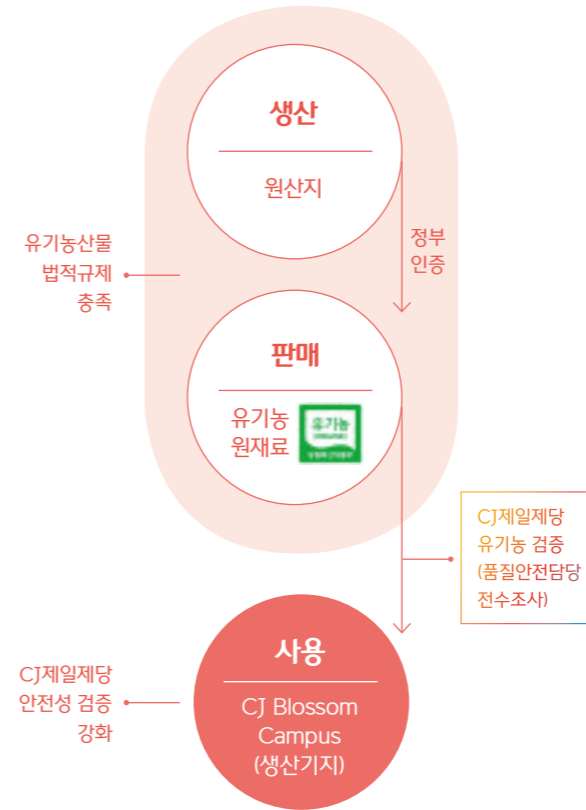 생산
원산지
정부
인증
유기농산물
법적규제
충족
판매
유기농
원재료
유기농
CJ제일제당
유기농 검증
(품질안전담당
전수조사)
사용
CJ Blossom
Campus
(생산기지)
CJ제일제당
안전성 검증
강화